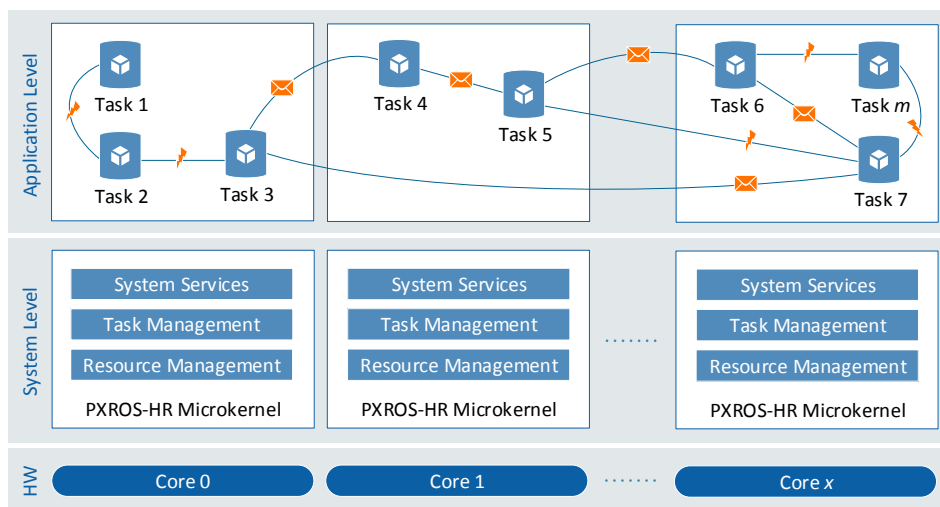 Application Level
Task 1
Task 2
Task 3
Task 4
Task 5
Task 6
Task m
Task 7
System Level
System Services
Task Management
Resource Management
PXROS-HR Microkernel
System Services
Task Management
Resource Management
PXROS-HR Microkernel
.......
System Services
Task Management
Resource Management
PXROS-HR Microkernel
HW
Core 0
Core 1
.......
Core x